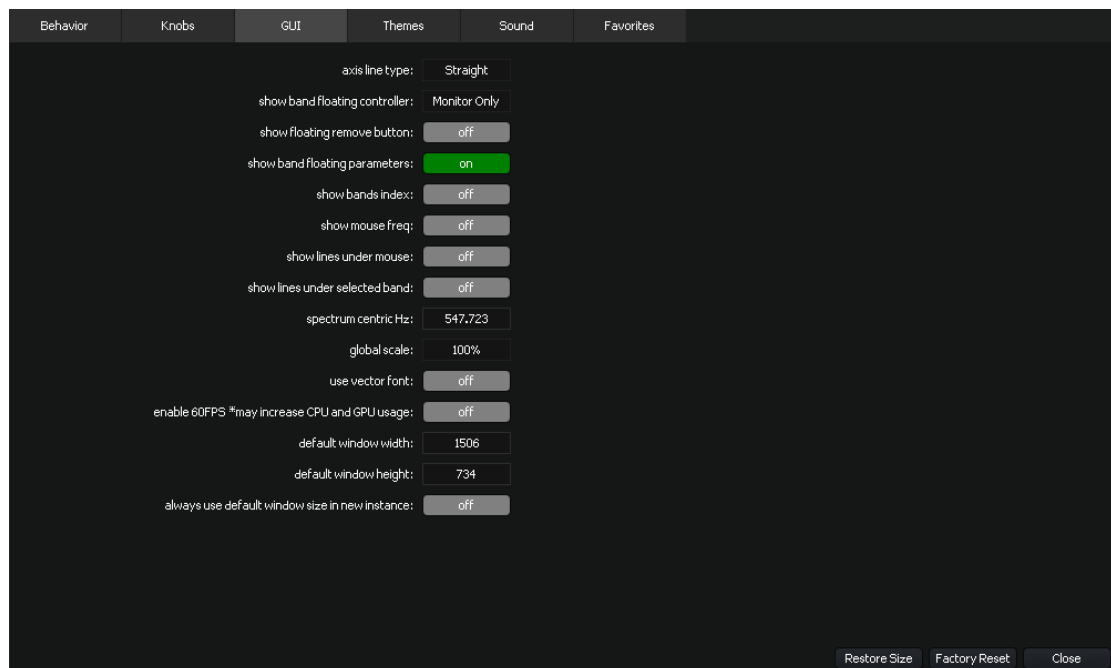 Behavior Knobs GUI Themes Sound Favorites
axis line type: Straight
show band floating controller: Monitor Only
show floating remove button: off
show band floating parameters: on
show bands index: off
show mouse freq: off
show lines under mouse: off
show lines under selected band: off
spectrum centric Hz: 547.723
global scale: 100%
use vector font: off
enable 60FPS *may increase CPU and GPU usage: off
default window width: 1506
default window height: 734
always use default window size in new instance: off
Restore Size Factory Reset Close